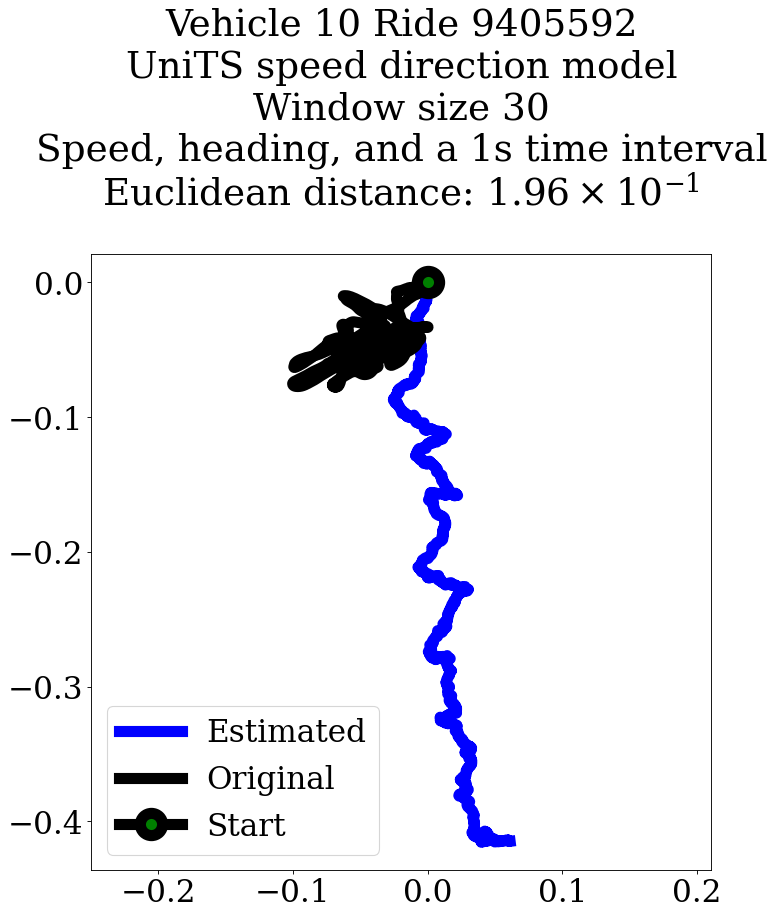 Vehicle 10 Ride 9405592
UniTS speed direction model
Window size 30
Speed, heading, and a 1s time interval
Euclidean distance: 1.96 × 10⁻¹
0.0
−0.1
−0.2
−0.3
−0.4
Estimated
Original
Start
−0.2 −0.1 0.0 0.1 0.2